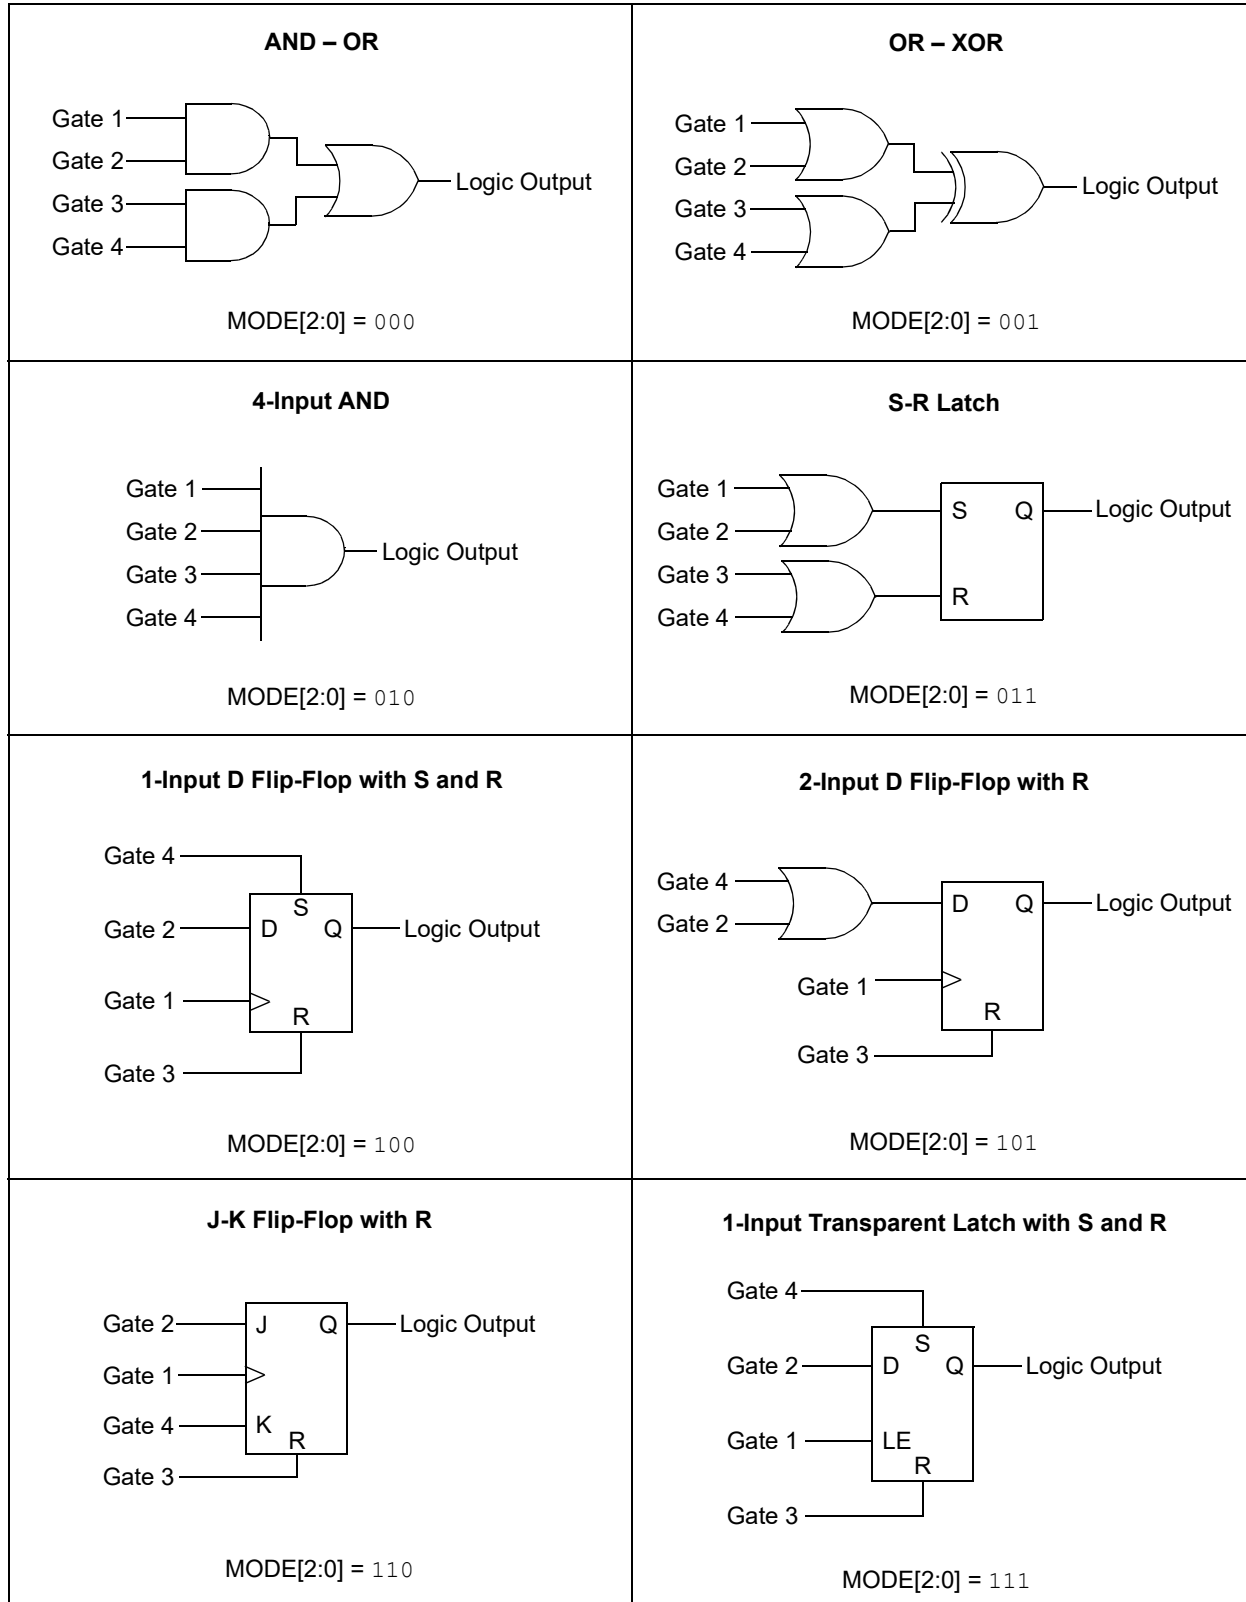 AND – OR
Gate 1
Gate 2
Gate 3
Gate 4
Logic Output
MODE[2:0] = 000
OR – XOR
Gate 1
Gate 2
Gate 3
Gate 4
Logic Output
MODE[2:0] = 001
4-Input AND
Gate 1
Gate 2
Gate 3
Gate 4
Logic Output
MODE[2:0] = 010
S-R Latch
Gate 1
Gate 2
Gate 3
Gate 4
S Q
R
Logic Output
MODE[2:0] = 011
1-Input D Flip-Flop with S and R
Gate 4
S
Gate 2
D Q
Logic Output
Gate 1
R
Gate 3
MODE[2:0] = 100
2-Input D Flip-Flop with R
Gate 4
Gate 2
D Q
Logic Output
Gate 1
R
Gate 3
MODE[2:0] = 101
J-K Flip-Flop with R
Gate 2
J Q
Logic Output
Gate 1
Gate 4
K
R
Gate 3
MODE[2:0] = 110
1-Input Transparent Latch with S and R
Gate 4
S
Gate 2
D Q
Logic Output
Gate 1
LE
R
Gate 3
MODE[2:0] = 111